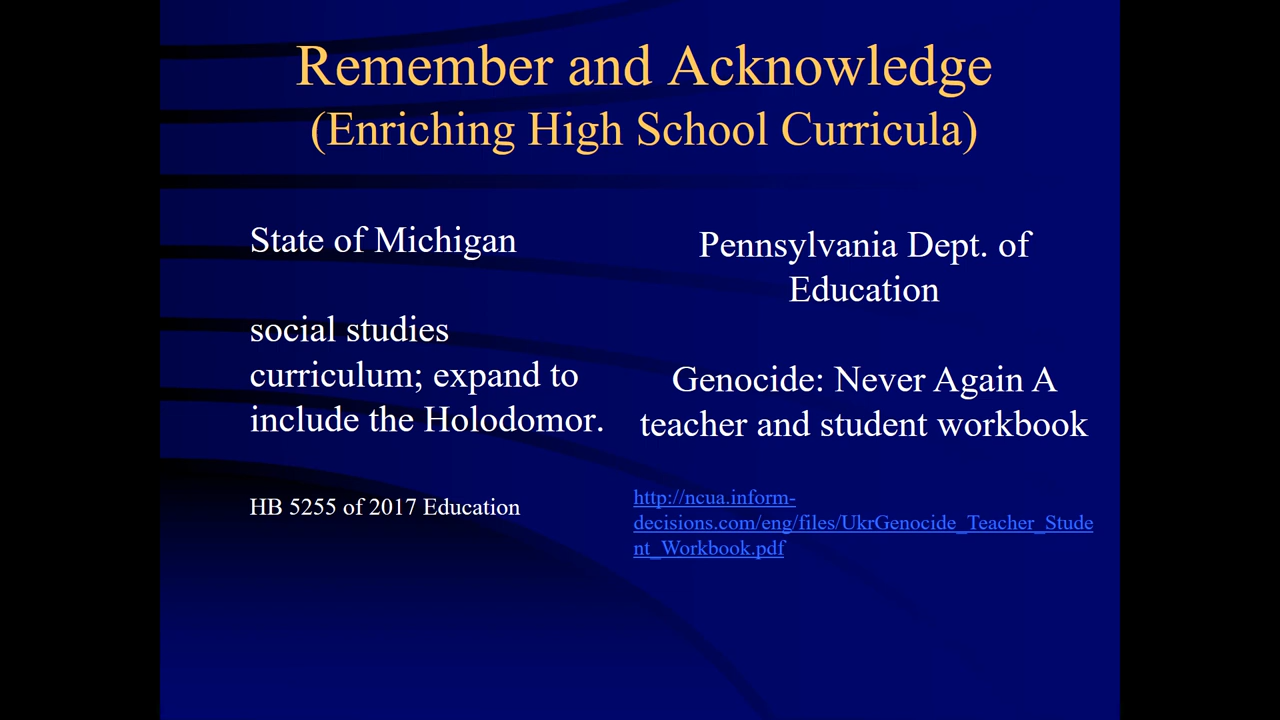 Remember and Acknowledge
(Enriching High School Curricula)
State of Michigan
social studies
curriculum; expand to
include the Holodomor.
HB 5255 of 2017 Education
Pennsylvania Dept. of
Education
Genocide: Never Again A
teacher and student workbook
http://ncua.inform-
decisions.com/eng/files/UkrGenocide_Teacher_Stude
nt_Workbook.pdf